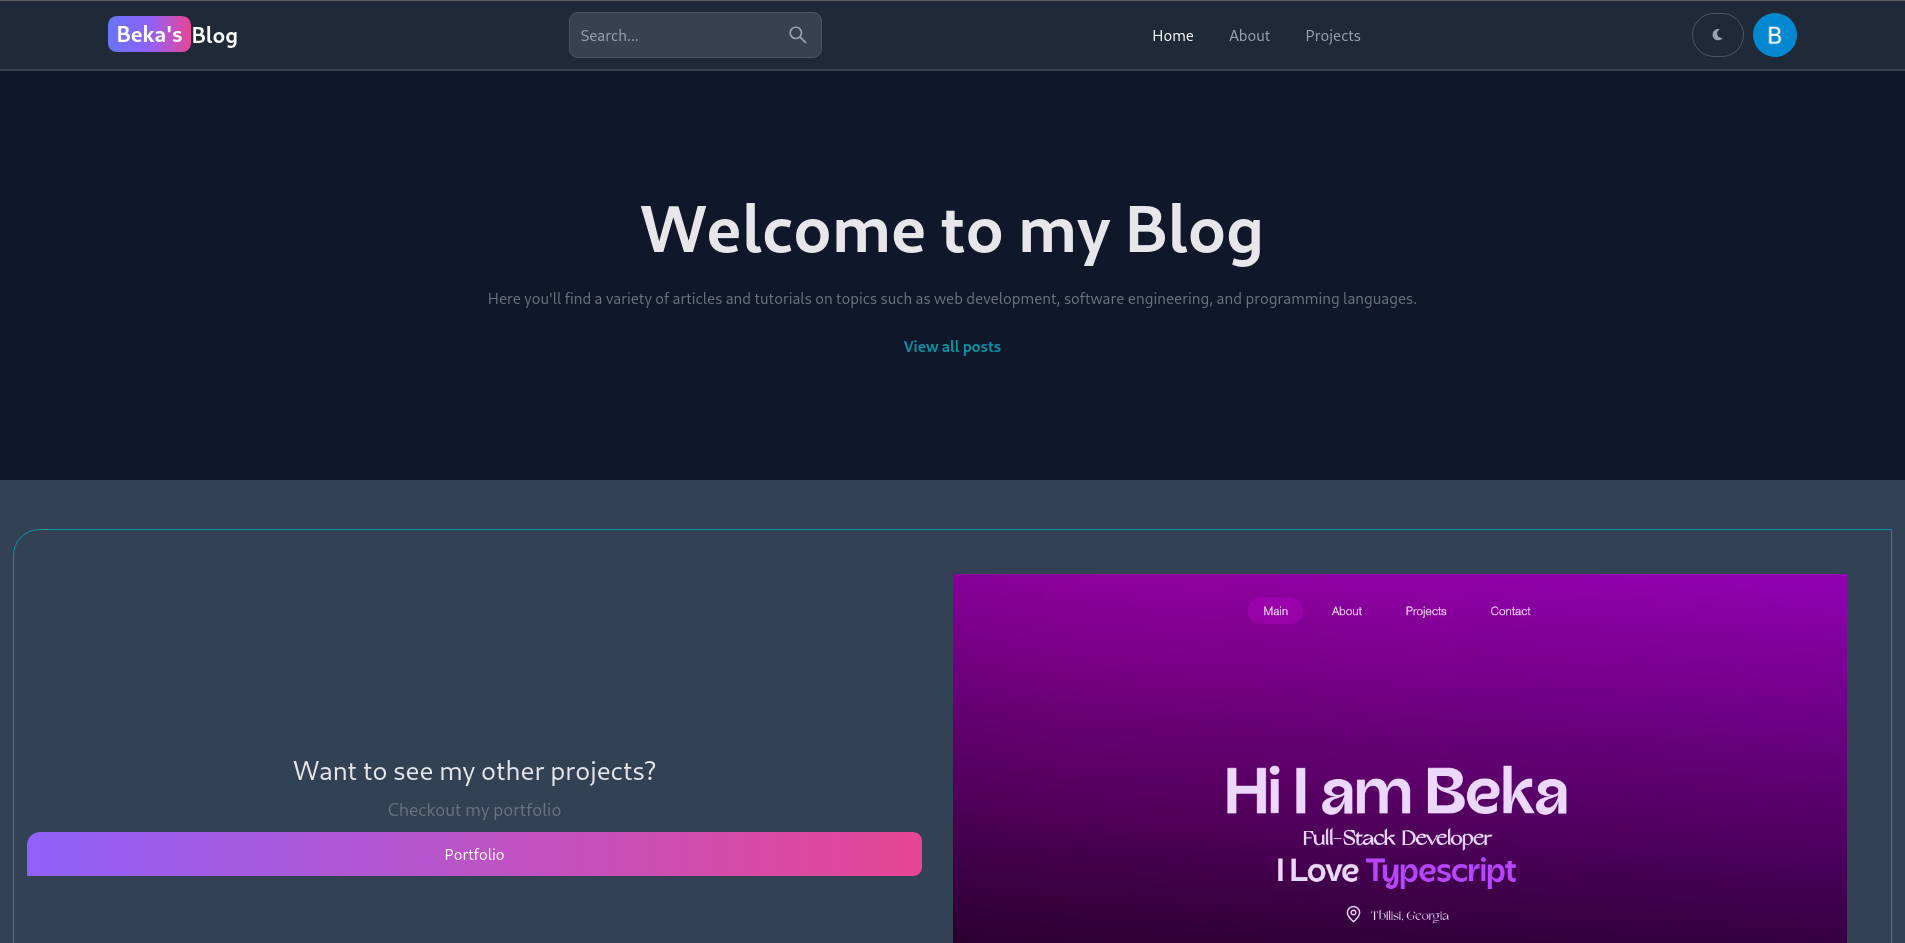 Beka's Blog
Search...
Home About Projects
B
Welcome to my Blog
Here you'll find a variety of articles and tutorials on topics such as web development, software engineering, and programming languages.
View all posts
Want to see my other projects?
Checkout my portfolio
Portfolio
Main About Projects Contact
Hi I am Beka
Full-Stack Developer
I Love Typescript
Tbilisi, Georgia